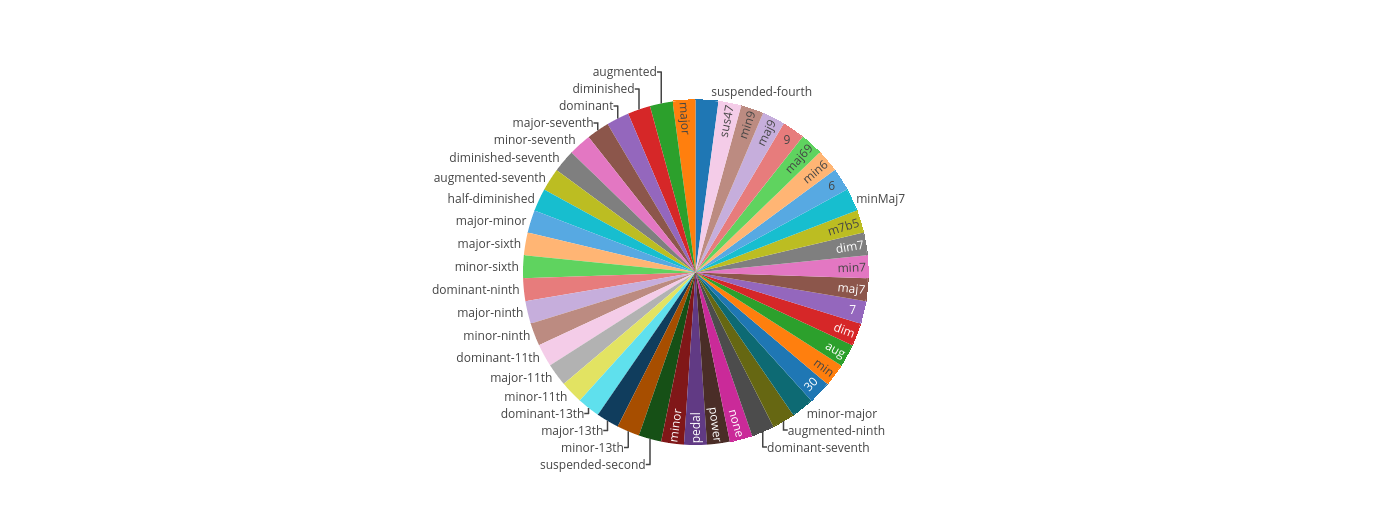 augmented
diminished
dominant
major-seventh
minor-seventh
diminished-seventh
augmented-seventh
half-diminished
major-minor
major-sixth
minor-sixth
dominant-ninth
major-ninth
minor-ninth
dominant-11th
major-11th
minor-11th
dominant-13th
major-13th
minor-13th
suspended-second
major
suspended-fourth
sus47
min9
maj9
9
maj69
min6
6
minMaj7
m7b5
dim7
min7
maj7
7
dim
aug
min
30
minor-major
augmented-ninth
dominant-seventh
none
power
pedal
minor